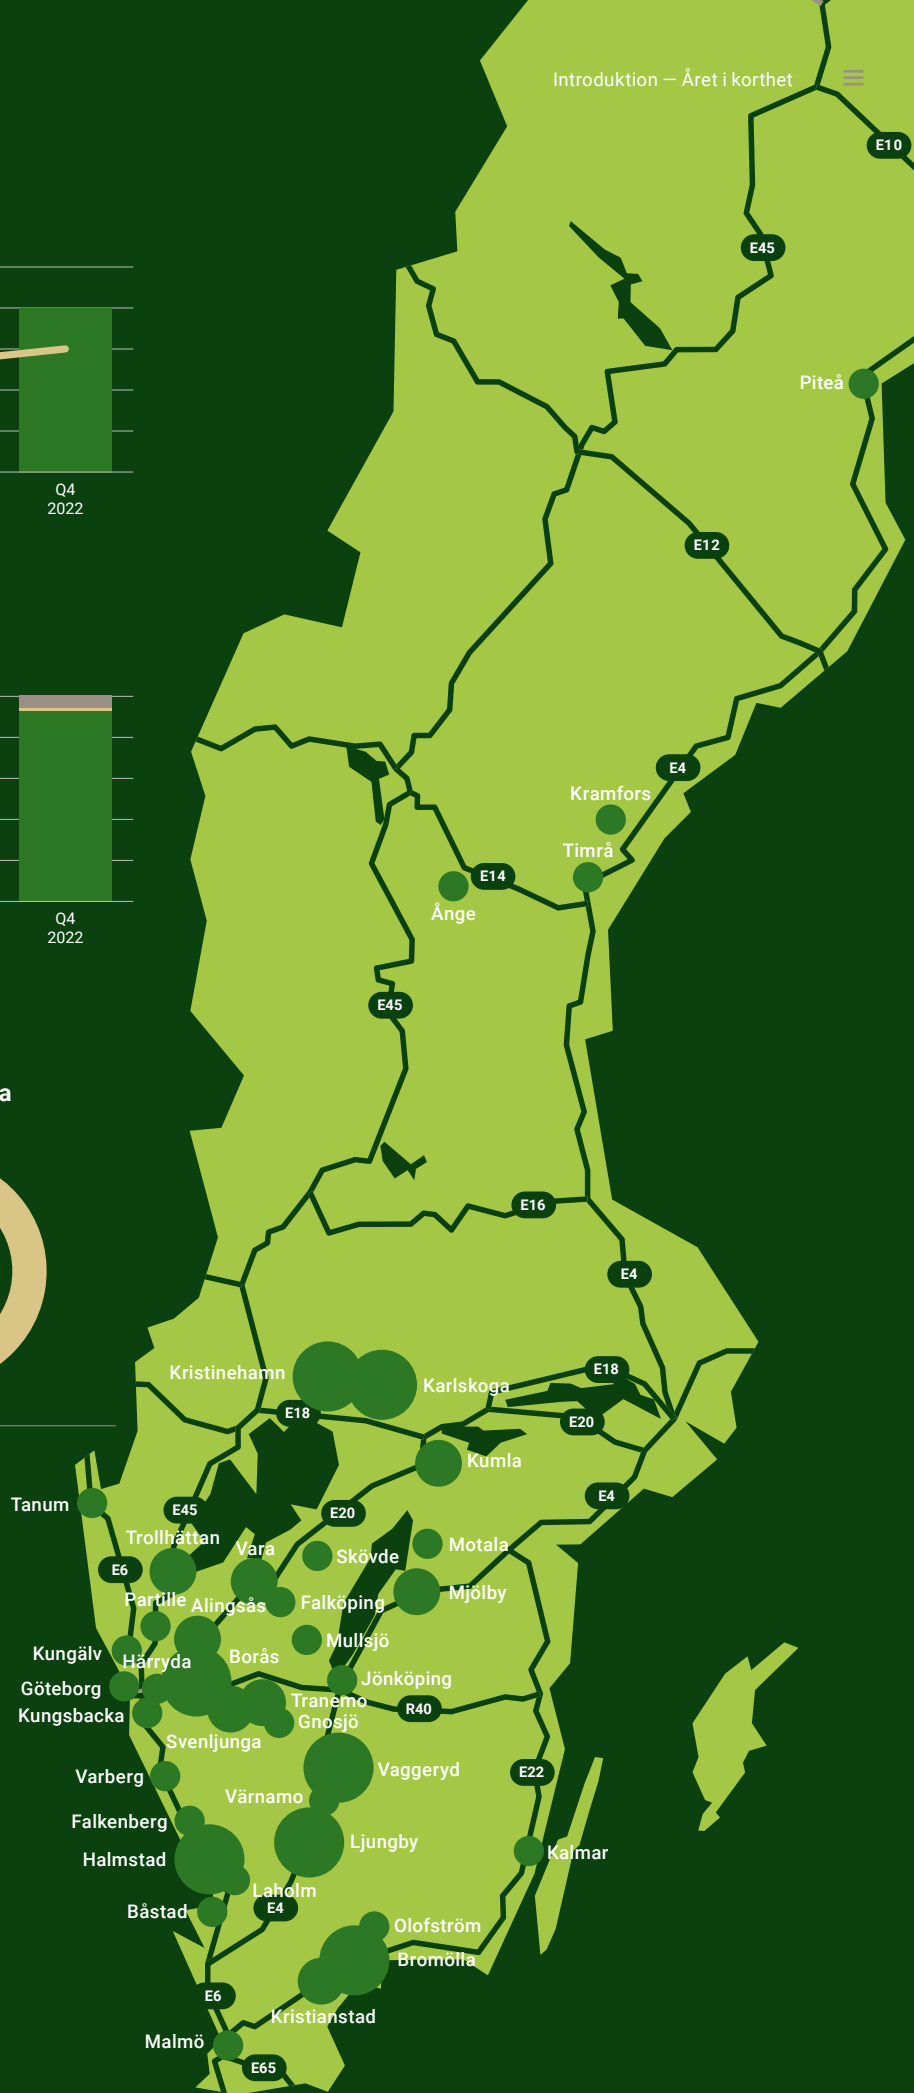 Introduktion — Året i korthet
E10
E45
Piteå
Q4
2022
E12
E4
Kramfors
Timrå
E14
Ånge
Q4
2022
E45
a
E16
E4
E18
Kristinehamn
Karlskoga
E18
E20
Kumla
E4
Tanum
E45
E20
Trollhättan
Vara
Skövde
Motala
E6
Partille
Alingsås
Falköping
Mjölby
Kungälv
Härryda
Borås
Mullsjö
Göteborg
Jönköping
Kungsbacka
Tranemo
R40
Gnosjö
Svenljunga
Varberg
Vaggeryd
E22
Värnamo
Falkenberg
Ljungby
Halmstad
Kalmar
Laholm
Båstad
E4
Olofström
Bromölla
E6
Kristianstad
Malmö
E65